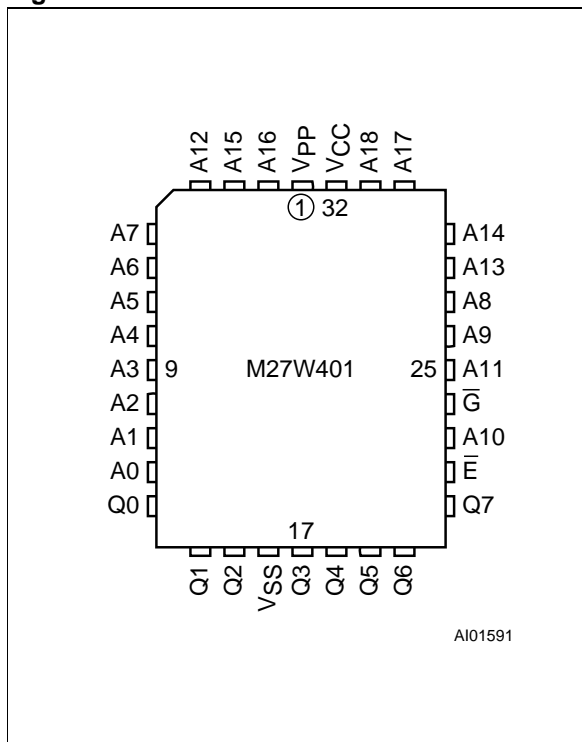 A12 A15 A16 VPP VCC A18 A17
1 32
A7 A14
A6 A13
A5 A8
A4 A9
A3 9 M27W401 25 A11
A2 G̅
A1 A10
A0 E̅
Q0 Q7
17
Q1 Q2 VSS Q3 Q4 Q5 Q6
AI01591